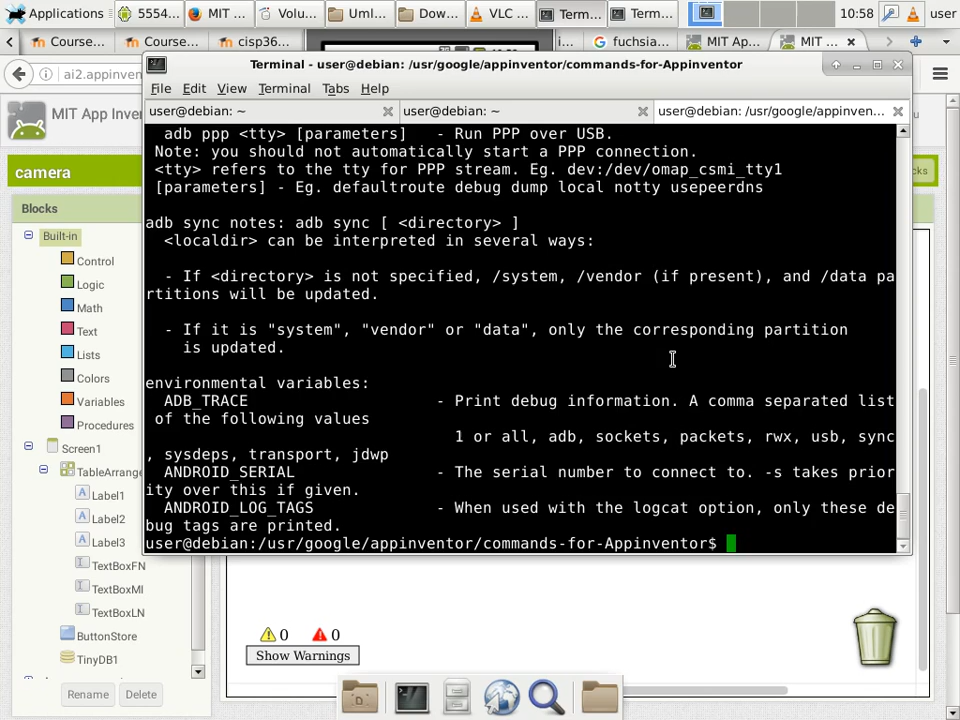 Applications
5554...
MIT ...
Volu...
Uml...
Dow...
VLC ...
Term...
Term...
10:58
user
Course...
Course...
cisp36...
i...
fuchsia...
MIT Ap...
MIT ...
ai2.appinven
MIT App Inven
Terminal - user@debian: /usr/google/appinventor/commands-for-Appinventor
File Edit View Terminal Tabs Help
user@debian: ~
user@debian: ~
user@debian: /usr/google/appinven...
adb ppp <tty> [parameters]   - Run PPP over USB.
Note: you should not automatically start a PPP connection.
<tty> refers to the tty for PPP stream. Eg. dev:/dev/omap_csmi_tty1
[parameters] - Eg. defaultroute debug dump local notty usepeerdns
adb sync notes: adb sync [ <directory> ]
<localdir> can be interpreted in several ways:
- If <directory> is not specified, /system, /vendor (if present), and /data pa
rtitions will be updated.
- If it is "system", "vendor" or "data", only the corresponding partition
is updated.
environmental variables:
ADB_TRACE                    - Print debug information. A comma separated list
of the following values
1 or all, adb, sockets, packets, rwx, usb, sync
, sysdeps, transport, jdwp
ANDROID_SERIAL               - The serial number to connect to. -s takes prior
ity over this if given.
ANDROID_LOG_TAGS             - When used with the logcat option, only these de
bug tags are printed.
user@debian:/usr/google/appinventor/commands-for-Appinventor$
camera
Blocks
Built-in
Control
Logic
Math
Text
Lists
Colors
Variables
Procedures
Screen1
TableArrange
Label1
Label2
Label3
TextBoxFN
TextBoxMI
TextBoxLN
ButtonStore
TinyDB1
Rename
Delete
cks
0
0
Show Warnings